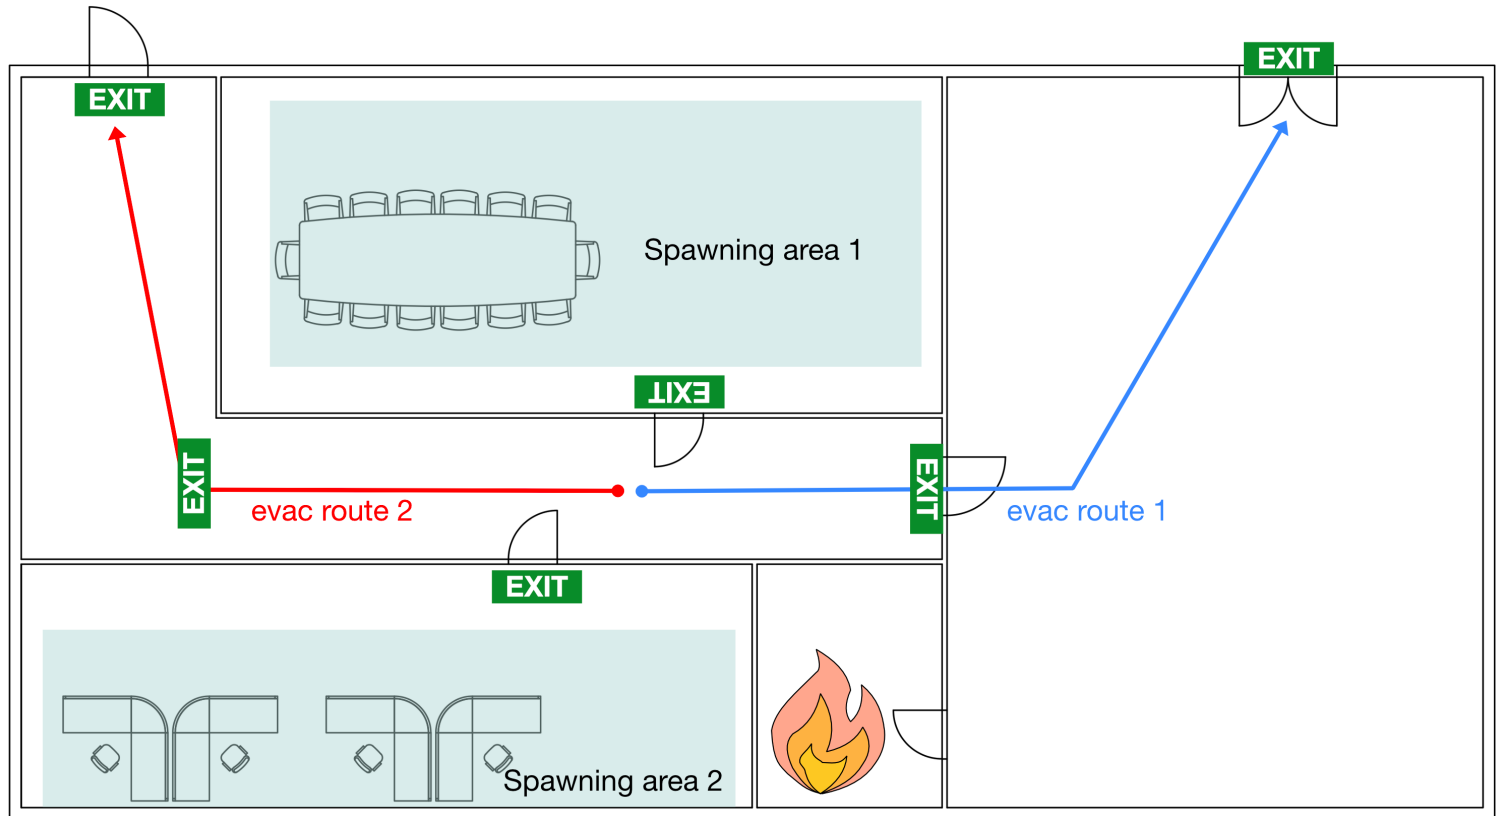 EXIT
EXIT
Spawning area 1
EXIT
EXIT
EXIT
evac route 2
evac route 1
EXIT
Spawning area 2